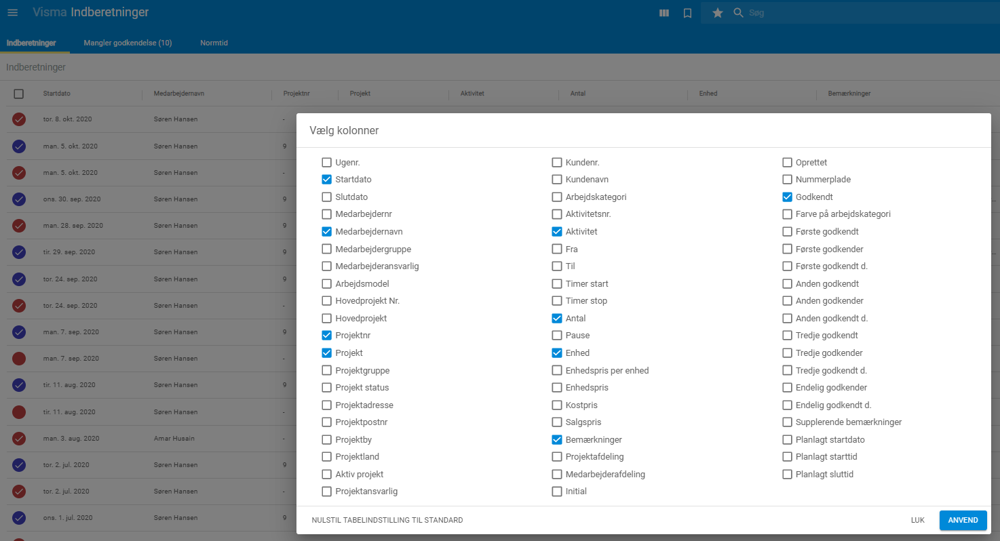 Visma Indberetninger
Søg
Indberetninger
Mangler godkendelse (10)
Normtid
Indberetninger
Startdato Medarbejdernavn Projektnr Projekt Aktivitet Antal Enhed Bemærkninger
tor. 8. okt. 2020 Søren Hansen -
man. 5. okt. 2020 Søren Hansen 9
man. 5. okt. 2020 Søren Hansen -
ons. 30. sep. 2020 Søren Hansen 9
man. 28. sep. 2020 Søren Hansen 9
tir. 29. sep. 2020 Søren Hansen 9
tor. 24. sep. 2020 Søren Hansen 9
tor. 24. sep. 2020 Søren Hansen -
man. 7. sep. 2020 Søren Hansen 9
man. 7. sep. 2020 Søren Hansen -
tir. 11. aug. 2020 Søren Hansen 9
tir. 11. aug. 2020 Søren Hansen -
man. 3. aug. 2020 Amar Husain -
tor. 2. jul. 2020 Søren Hansen 9
tor. 2. jul. 2020 Søren Hansen -
ons. 1. jul. 2020 Søren Hansen 9
Vælg kolonner
Ugenr.
Startdato
Slutdato
Medarbejdernr
Medarbejdernavn
Medarbejdergruppe
Medarbejderansvarlig
Arbejdsmodel
Hovedprojekt Nr.
Hovedprojekt
Projektnr
Projekt
Projektgruppe
Projekt status
Projektadresse
Projektpostnr
Projektby
Projektland
Aktiv projekt
Projektansvarlig
Kundenr.
Kundenavn
Arbejdskategori
Aktivitetsnr.
Aktivitet
Fra
Til
Timer start
Timer stop
Antal
Pause
Enhed
Enhedspris per enhed
Enhedspris
Kostpris
Salgspris
Bemærkninger
Projektafdeling
Medarbejderafdeling
Initial
Oprettet
Nummerplade
Godkendt
Farve på arbejdskategori
Første godkendt
Første godkender
Første godkendt d.
Anden godkendt
Anden godkender
Anden godkendt d.
Tredje godkendt
Tredje godkender
Tredje godkendt d.
Endelig godkender
Endelig godkendt d.
Supplerende bemærkninger
Planlagt startdato
Planlagt starttid
Planlagt sluttid
NULSTIL TABELINDSTILLING TIL STANDARD
LUK
ANVEND